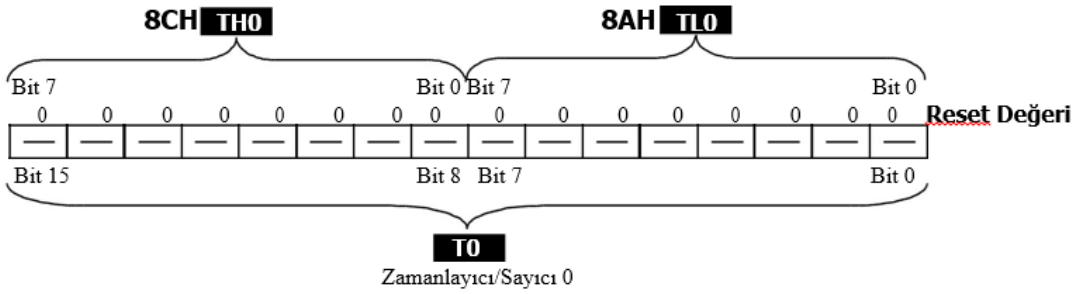 8CH TH0 8AH TL0
Bit 7 Bit 0 Bit 7 Bit 0
0 0 0 0 0 0 0 0 0 0 0 0 0 0 0 0 Reset Değeri
Bit 15 Bit 8 Bit 7 Bit 0
T0
Zamanlayıcı/Sayıcı 0